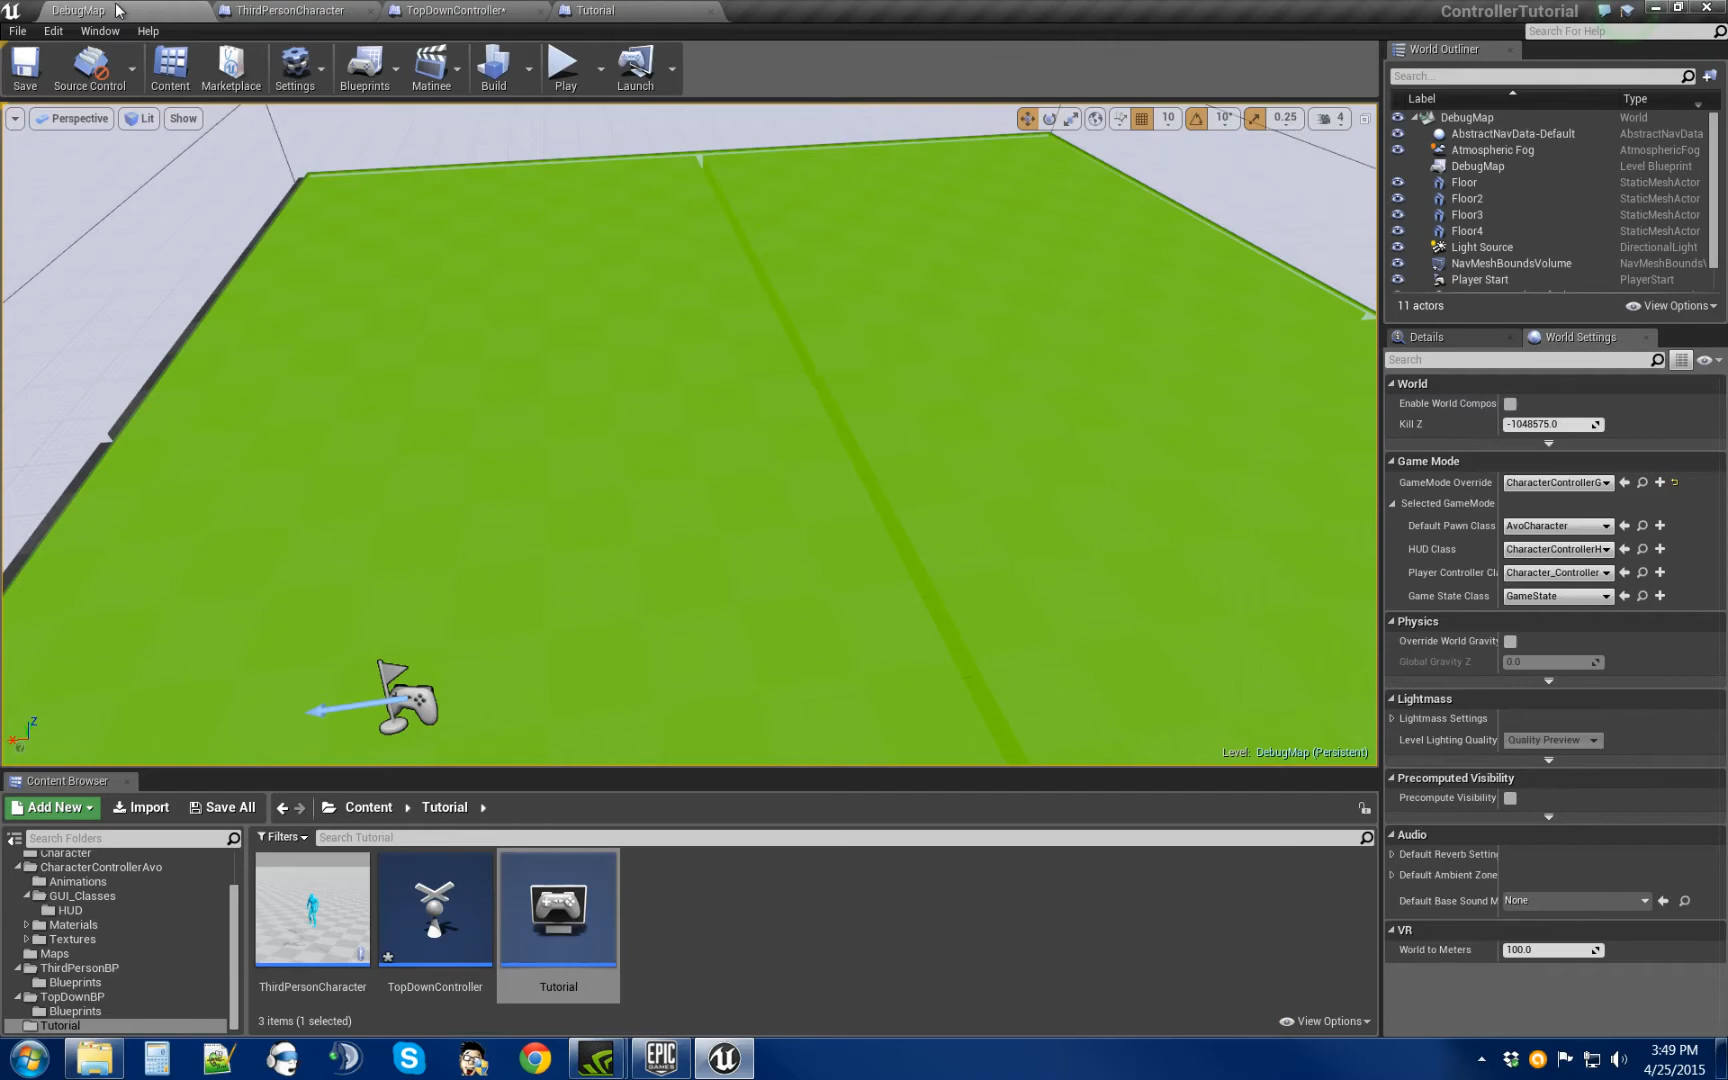 DebugMap
ThirdPersonCharacter
TopDownController*
Tutorial
ControllerTutorial
File
Edit
Window
Help
Search For Help
Save
Source Control
Content
Marketplace
Settings
Blueprints
Matinee
Build
Play
Launch
World Outliner
Search...
Label
Type
Perspective
Lit
Show
10
10°
0.25
4
DebugMap World
AbstractNavData-Default AbstractNavData
Atmospheric Fog AtmosphericFog
DebugMap Level Blueprint
Floor StaticMeshActor
Floor2 StaticMeshActor
Floor3 StaticMeshActor
Floor4 StaticMeshActor
Light Source DirectionalLight
NavMeshBoundsVolume NavMeshBounds
Player Start PlayerStart
11 actors
View Options
Details
World Settings
Search
World
Enable World Compos
Kill Z -1048575.0
Game Mode
GameMode Override CharacterControllerG
Selected GameMode
Default Pawn Class AvoCharacter
HUD Class CharacterControllerH
Player Controller Cl Character_Controller
Game State Class GameState
Physics
Override World Gravity
Global Gravity Z 0.0
Lightmass
Lightmass Settings
Level Lighting Quality Quality Preview
Precomputed Visibility
Precompute Visibility
Audio
Default Reverb Setting
Default Ambient Zone
Default Base Sound M None
VR
World to Meters 100.0
Z
Level: DebugMap (Persistent)
Content Browser
Add New
Import
Save All
Content
Tutorial
Search Folders
Filters
Search Tutorial
Character
CharacterControllerAvo
Animations
GUI_Classes
HUD
Materials
Textures
Maps
ThirdPersonBP
Blueprints
TopDownBP
Blueprints
Tutorial
ThirdPersonCharacter
TopDownController
Tutorial
3 items (1 selected)
View Options
EPIC
GAMES
3:49 PM
4/25/2015